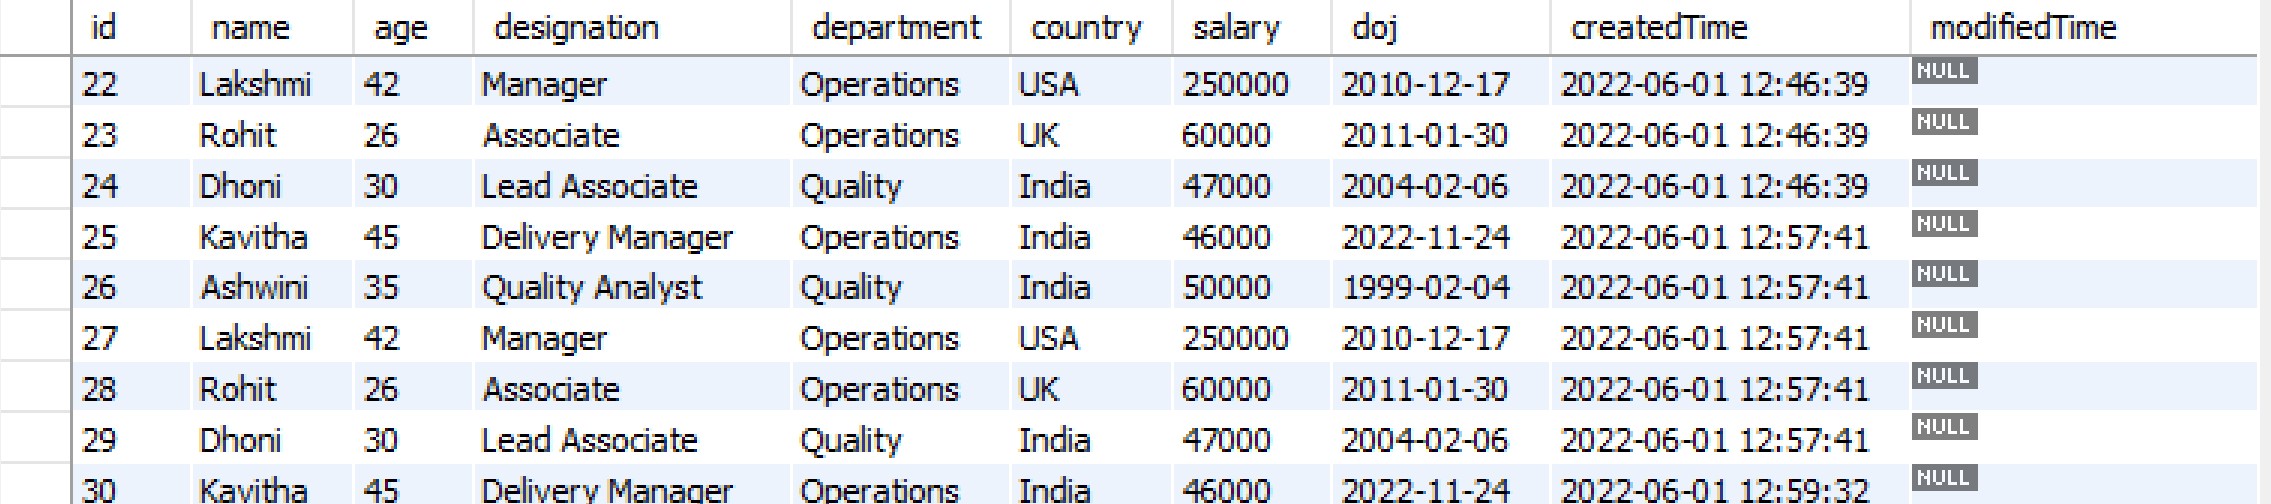 id name age designation department country salary doj createdTime modifiedTime
22 Lakshmi 42 Manager Operations USA 250000 2010-12-17 2022-06-01 12:46:39 NULL
23 Rohit 26 Associate Operations UK 60000 2011-01-30 2022-06-01 12:46:39 NULL
24 Dhoni 30 Lead Associate Quality India 47000 2004-02-06 2022-06-01 12:46:39 NULL
25 Kavitha 45 Delivery Manager Operations India 46000 2022-11-24 2022-06-01 12:57:41 NULL
26 Ashwini 35 Quality Analyst Quality India 50000 1999-02-04 2022-06-01 12:57:41 NULL
27 Lakshmi 42 Manager Operations USA 250000 2010-12-17 2022-06-01 12:57:41 NULL
28 Rohit 26 Associate Operations UK 60000 2011-01-30 2022-06-01 12:57:41 NULL
29 Dhoni 30 Lead Associate Quality India 47000 2004-02-06 2022-06-01 12:57:41 NULL
30 Kavitha 45 Delivery Manager Operations India 46000 2022-11-24 2022-06-01 12:59:32 NULL